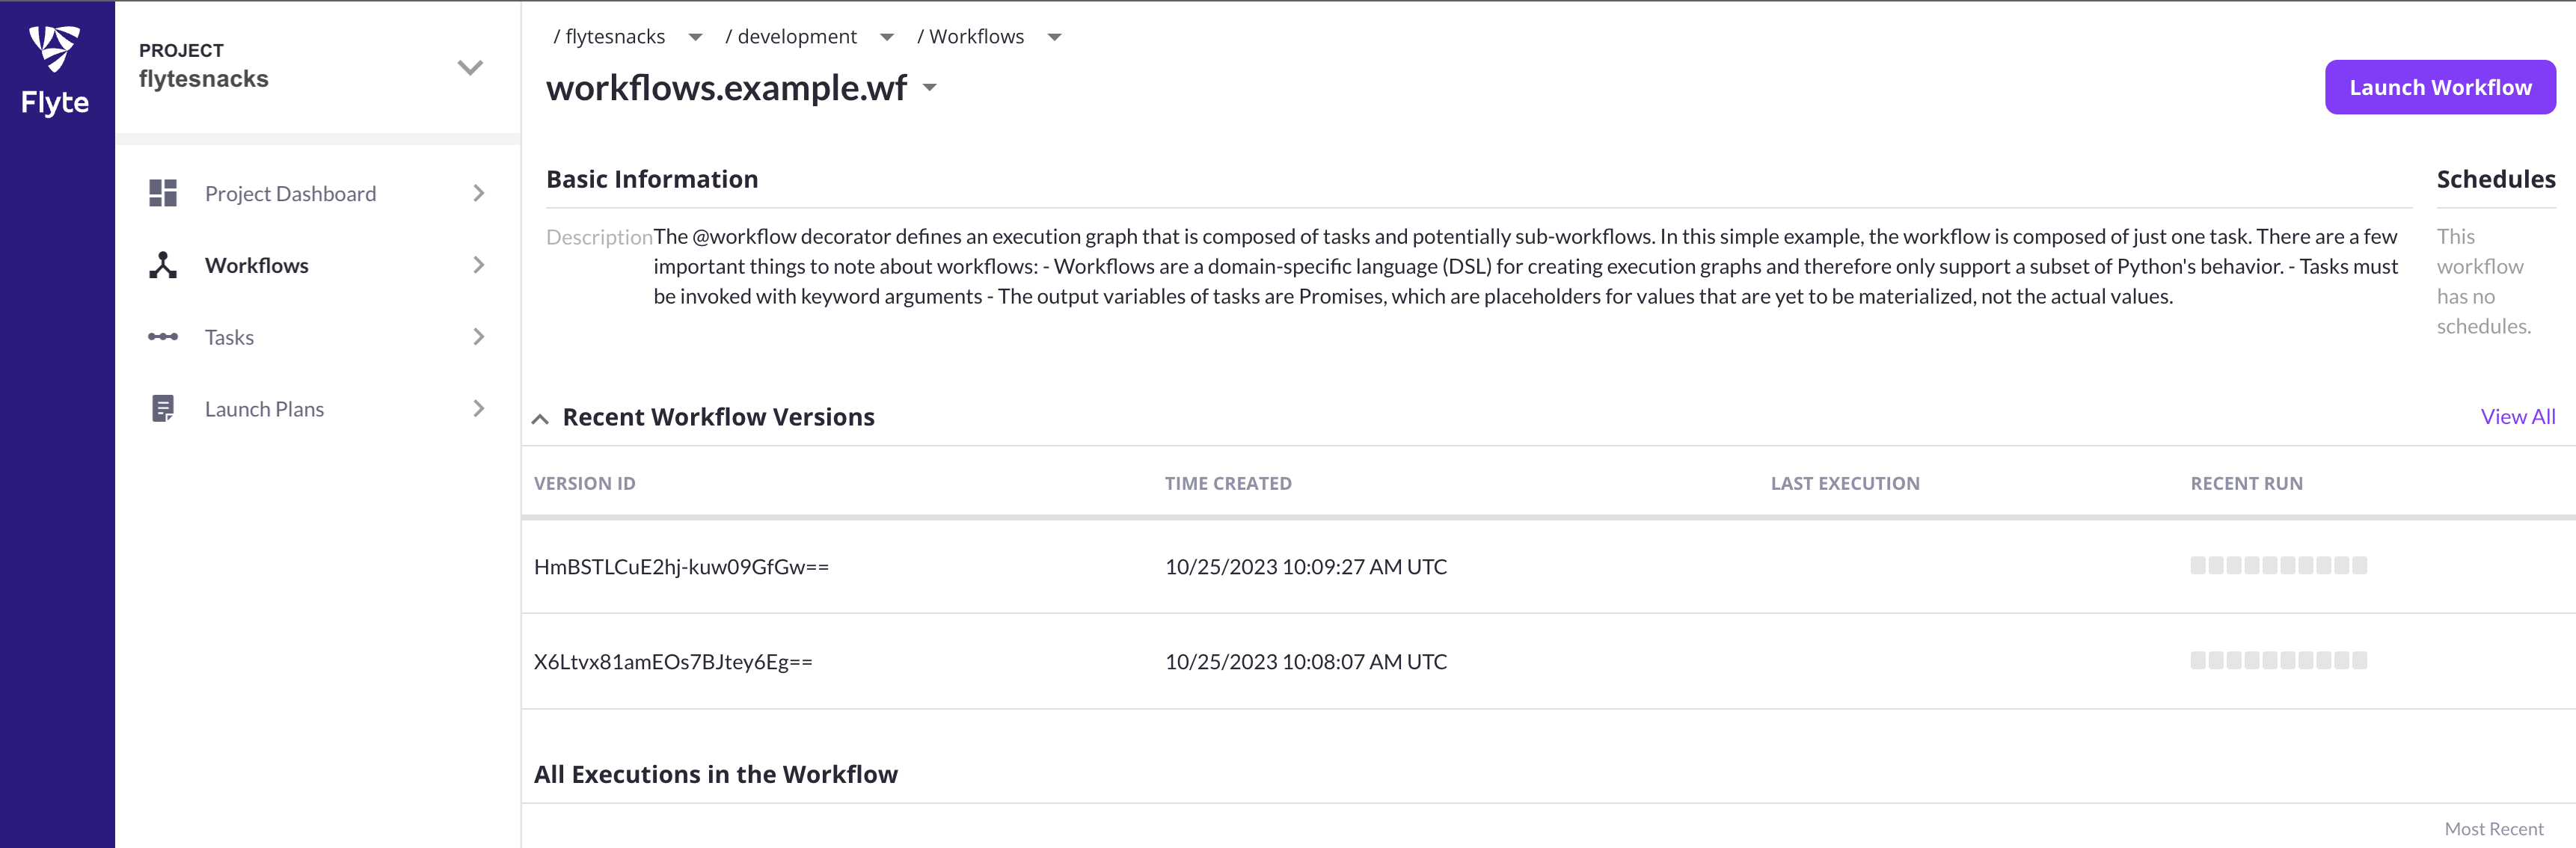 Flyte
PROJECT
flytesnacks
Project Dashboard
Workflows
Tasks
Launch Plans
/ flytesnacks / development / Workflows
workflows.example.wf
Launch Workflow
Basic Information
Description
The @workflow decorator defines an execution graph that is composed of tasks and potentially sub-workflows. In this simple example, the workflow is composed of just one task. There are a few
important things to note about workflows: - Workflows are a domain-specific language (DSL) for creating execution graphs and therefore only support a subset of Python's behavior. - Tasks must
be invoked with keyword arguments - The output variables of tasks are Promises, which are placeholders for values that are yet to be materialized, not the actual values.
Schedules
This
workflow
has no
schedules.
Recent Workflow Versions
View All
VERSION ID TIME CREATED LAST EXECUTION RECENT RUN
HmBSTLCuE2hj-kuw09GfGw== 10/25/2023 10:09:27 AM UTC
X6Ltvx81amEOs7BJtey6Eg== 10/25/2023 10:08:07 AM UTC
All Executions in the Workflow
Most Recent